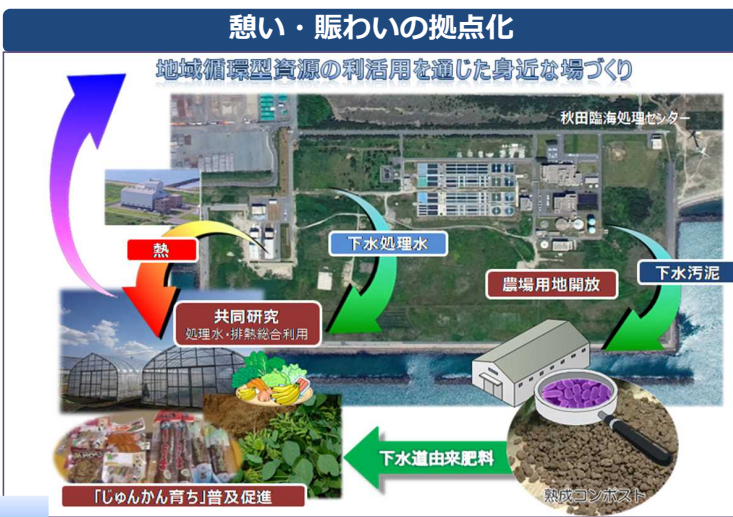 憩い・賑わいの拠点化
地域循環型資源の利活用を通じた身近な場づくり
秋田臨海処理センター
熱
下水処理水
下水汚泥
農場用地開放
共同研究
処理水・排熱総合利用
下水道由来肥料
熟成コンポスト
「じゅんかん育ち」普及促進